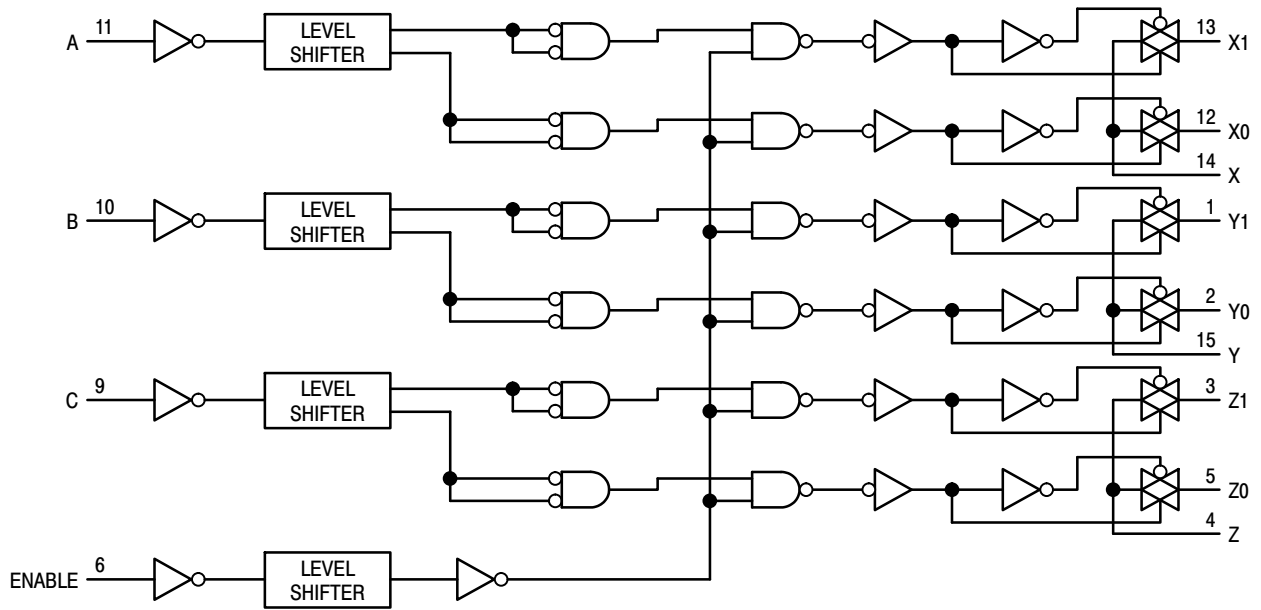 A 11 LEVEL SHIFTER 13 X1
12 X0
14 X
B 10 LEVEL SHIFTER 1 Y1
2 Y0
15 Y
C 9 LEVEL SHIFTER 3 Z1
5 Z0
4 Z
ENABLE 6 LEVEL SHIFTER